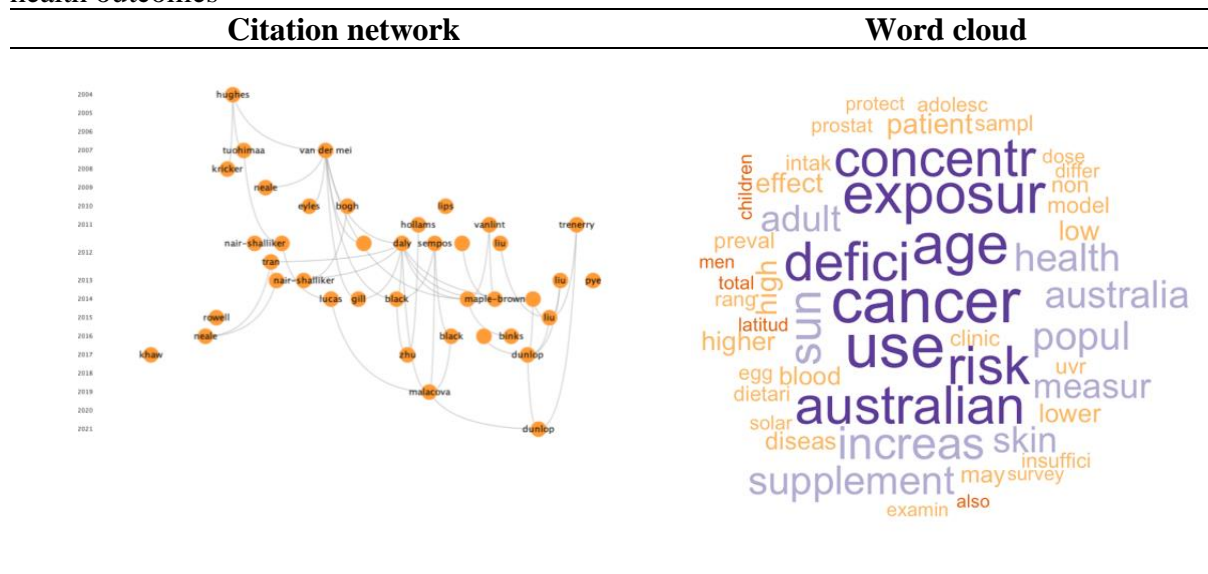 health outcomes
Citation network Word cloud
2004 hughes
2005
2006
2007 tuohimaa van der mei
2008 kricker
2009 neale
2010 eyles bogh lips
2011 hollams vanlint trenerry
nair-shalliker daly sempos liu
2012
tran
2013 nair-shalliker liu pye
2014 lucas gill black maple-brown
2015 rowell liu
2016 neale black binks
2017 khaw zhu dunlop
2018
2019 malacova
2020
2021 dunlop
protect adolesc
prostat patient sampl
children intak concentr dose
differ
effect exposur non
adult model
low
preval defici age health
men
total high
rang cancer australia
latitud
higher sun use clinic popul
risk uvr
egg blood measur
dietari
australian lower
solar
diseas increas skin
insuffici
supplement may survey
also
examin